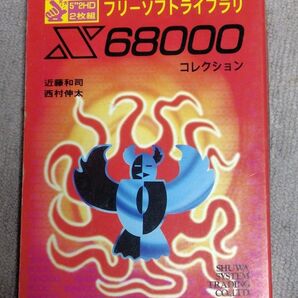 5"2HD
2枚組
フリーソフトライブラリ
X68000
コレクション
近藤和司
西村伸太
SHUWA
SYSTEM
TRADING
CO.,LTD